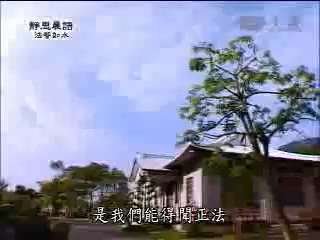 靜思晨語
法譬如水
是我們能得聞正法